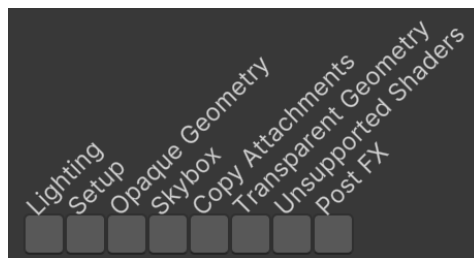 Lighting
Setup
Opaque Geometry
Skybox
Copy Attachments
Transparent Geometry
Unsupported Shaders
Post FX